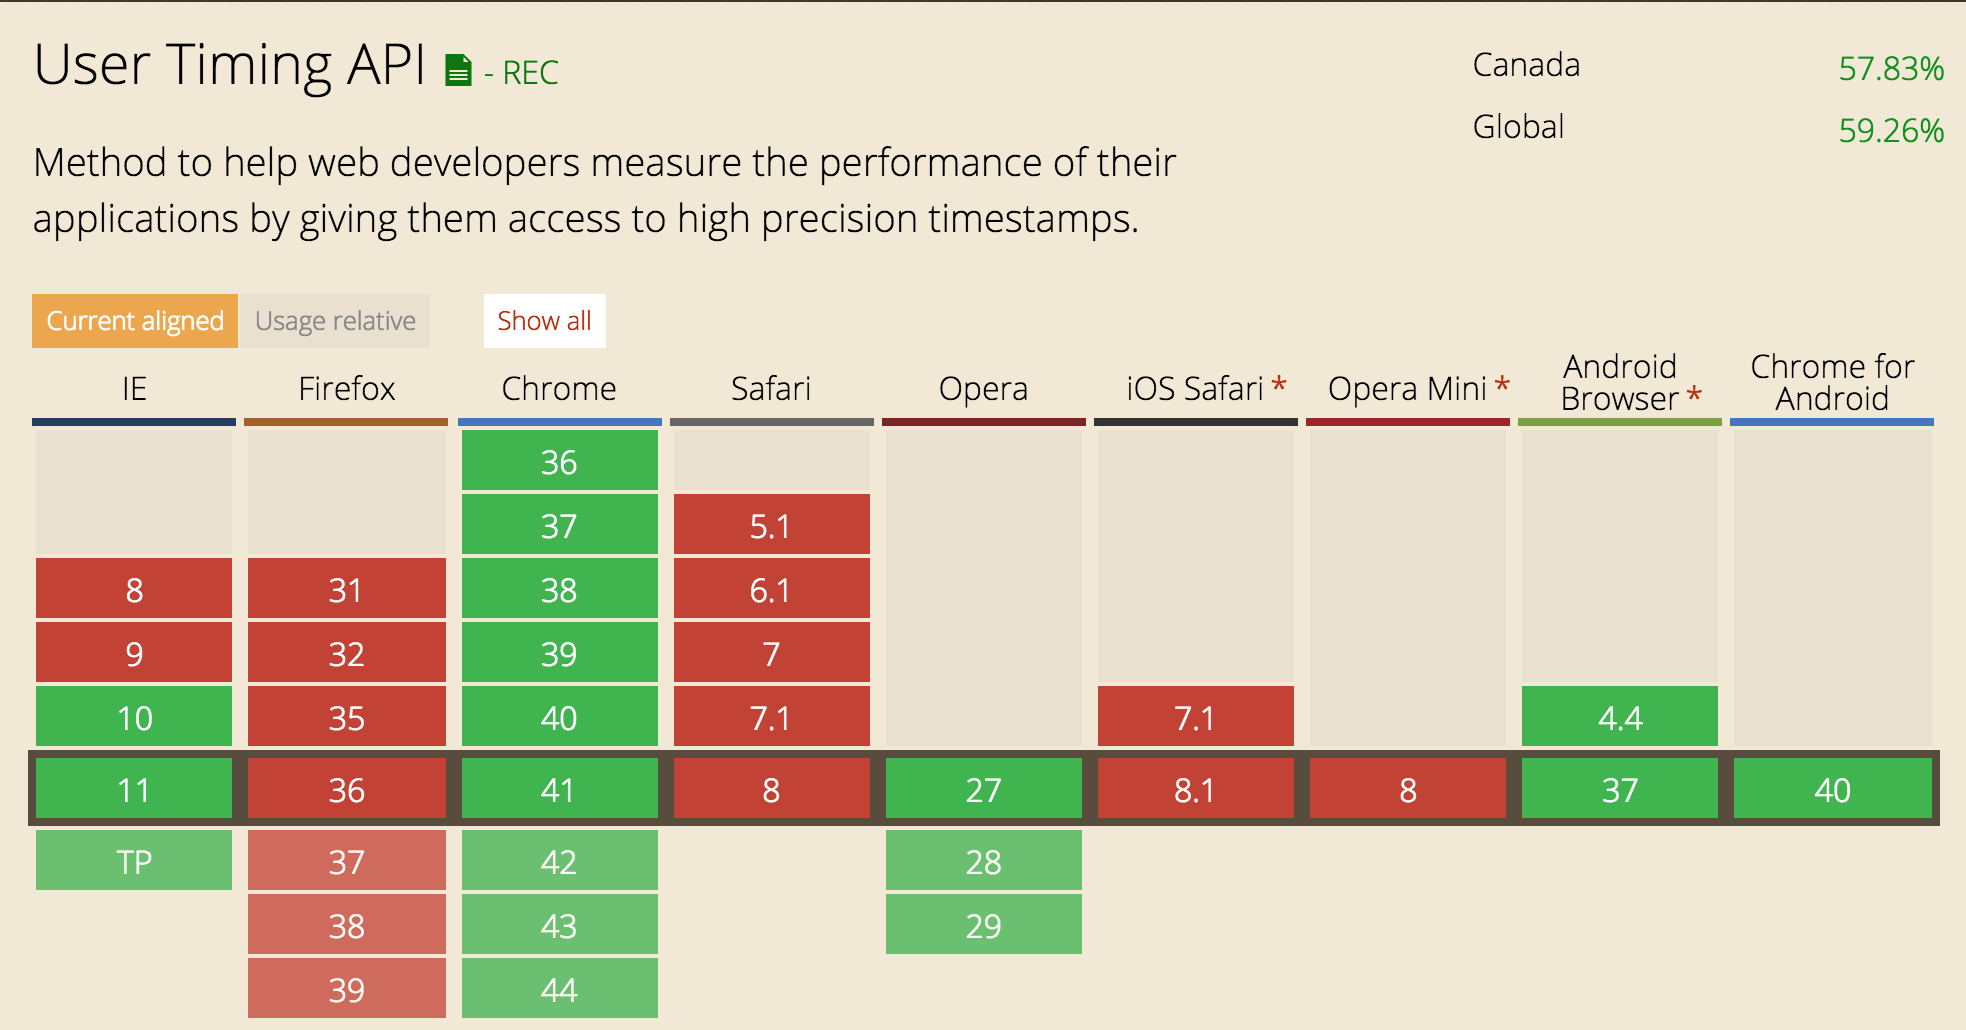 User Timing API - REC
Canada 57.83%
Global 59.26%
Method to help web developers measure the performance of their
applications by giving them access to high precision timestamps.
Current aligned Usage relative Show all
IE Firefox Chrome Safari Opera iOS Safari * Opera Mini * Android Browser * Chrome for Android
36
37 5.1
8 31 38 6.1
9 32 39 7
10 35 40 7.1 7.1 4.4
11 36 41 8 27 8.1 8 37 40
TP 37 42 28
38 43 29
39 44